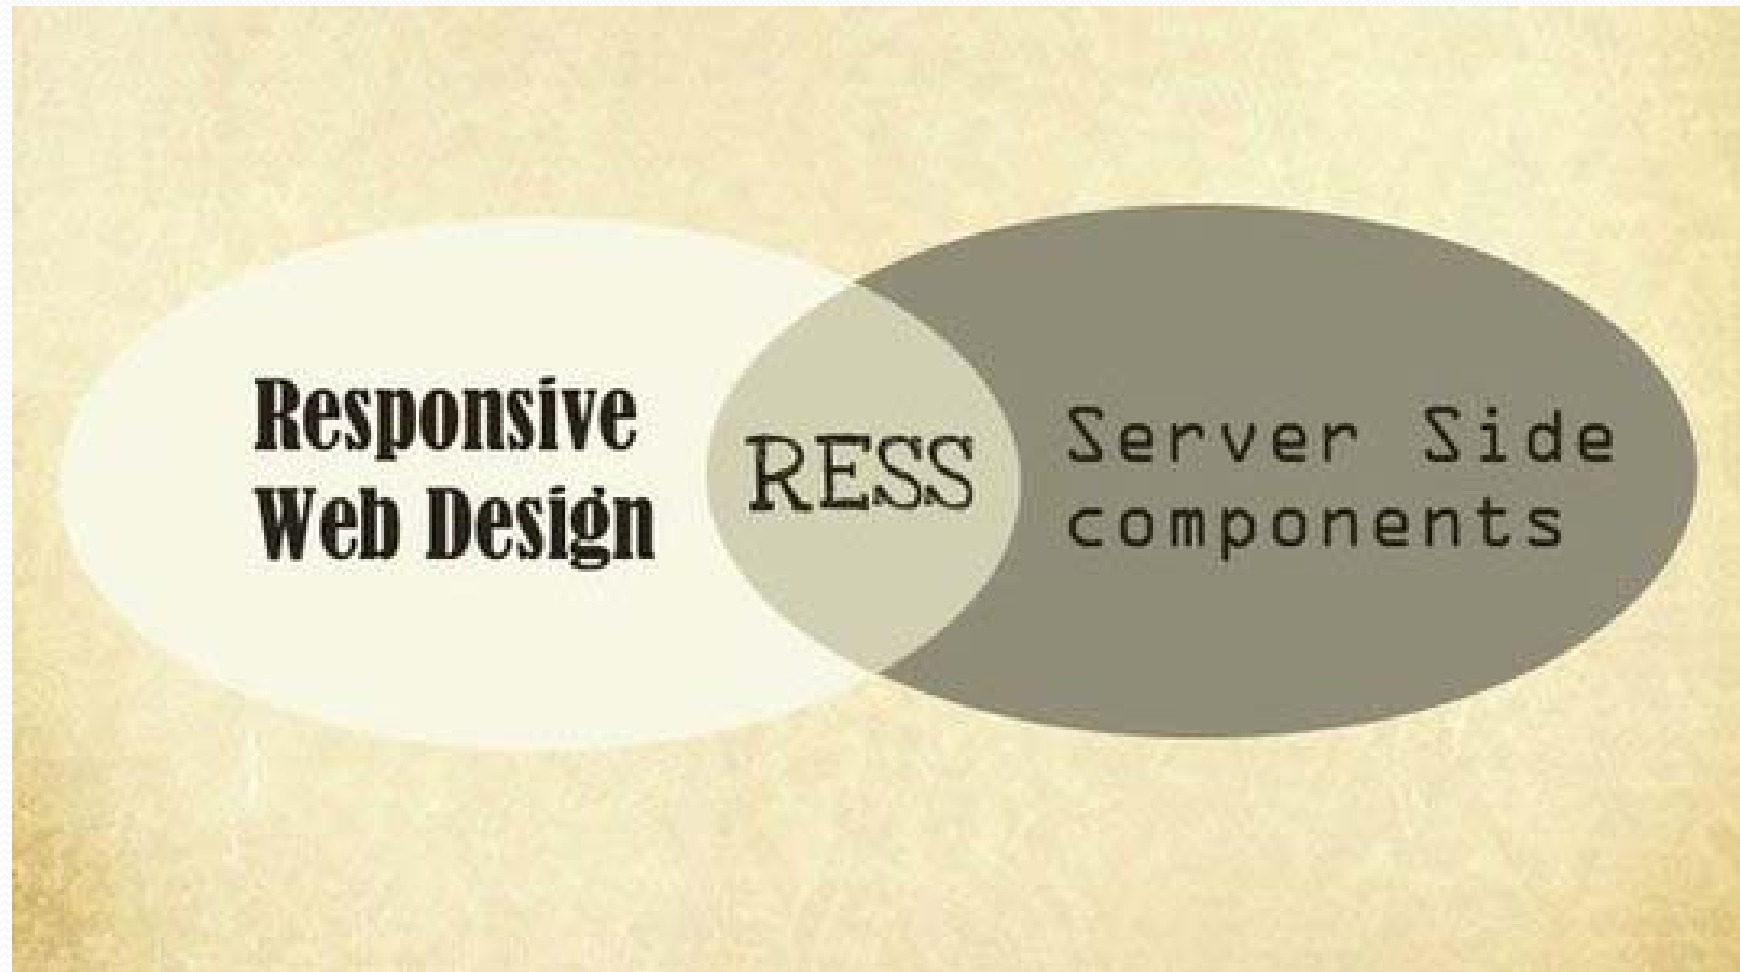 Responsive
Web Design
RESS
Server Side
components